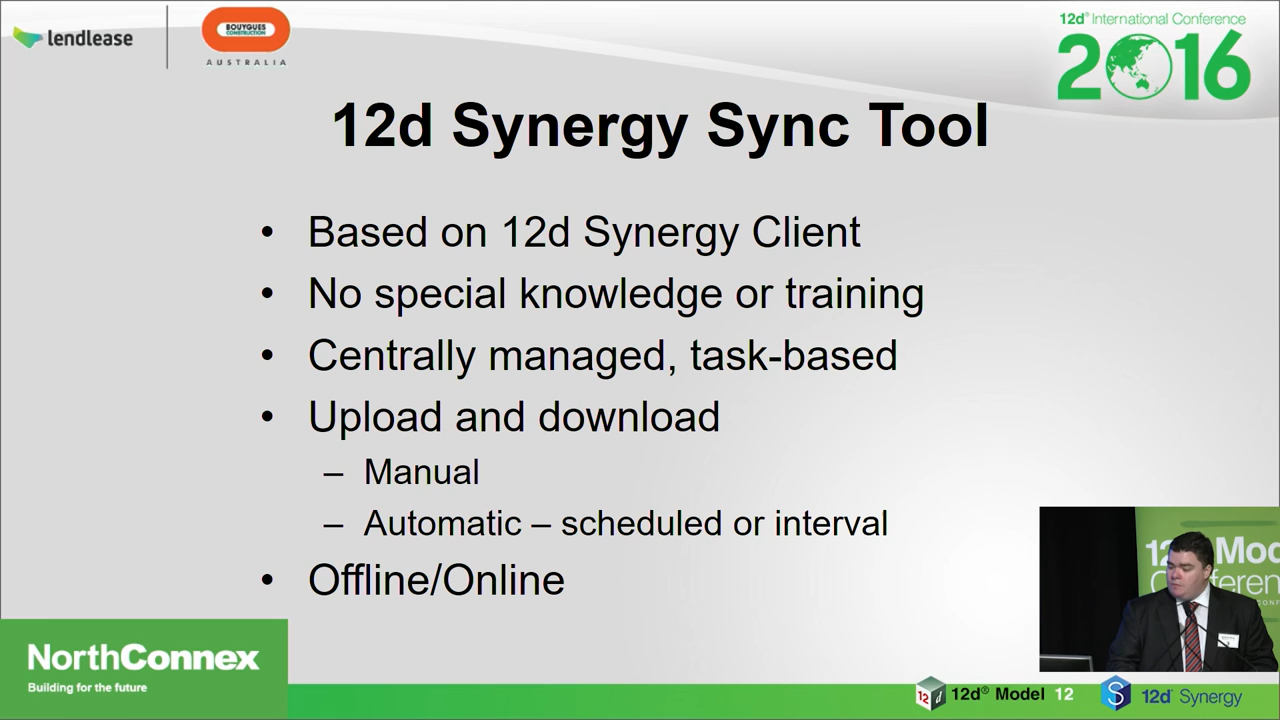 lendlease
BOUYGUES
CONSTRUCTION
AUSTRALIA
12d® International Conference
2016
12d Synergy Sync Tool
• Based on 12d Synergy Client
• No special knowledge or training
• Centrally managed, task-based
• Upload and download
– Manual
– Automatic – scheduled or interval
• Offline/Online
NorthConnex
Building for the future
12d® Model 12
12d® Synergy